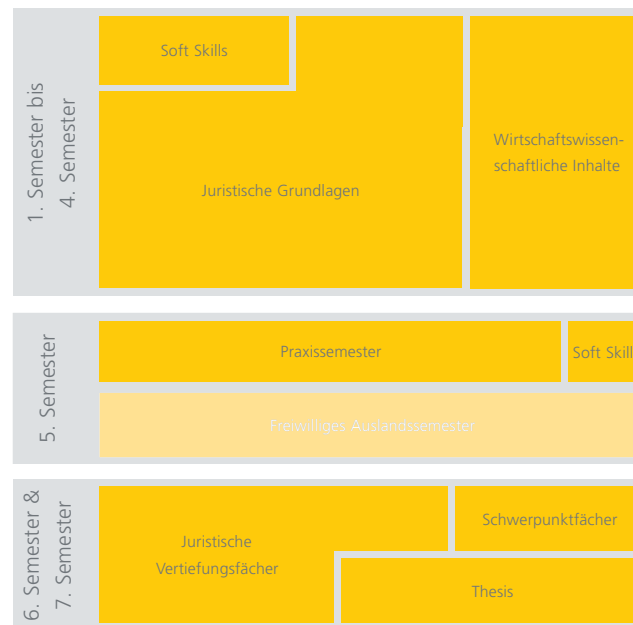 1. Semester bis
4. Semester
Soft Skills
Juristische Grundlagen
Wirtschaftswissen-
schaftliche Inhalte
5. Semester
Praxissemester
Soft Skill
Freiwilliges Auslandssemester
6. Semester &
7. Semester
Juristische
Vertiefungsfächer
Schwerpunktfächer
Thesis